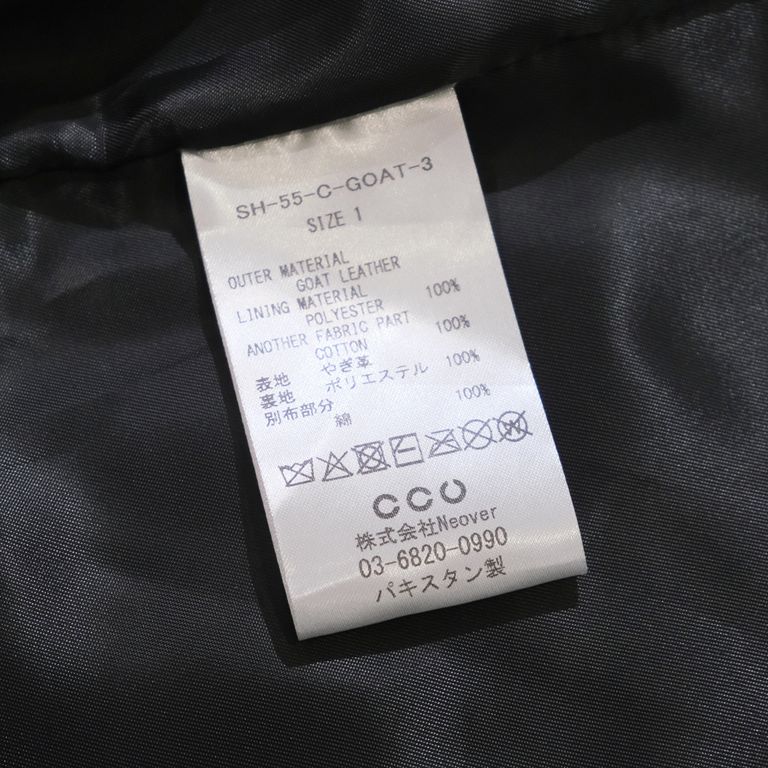 SH-55-C-GOAT-3
SIZE 1
OUTER MATERIAL
GOAT LEATHER
LINING MATERIAL 100%
POLYESTER
ANOTHER FABRIC PART 100%
COTTON
表地 やぎ革 100%
裏地 ポリエステル
別布部分 100%
綿
W
CCU
株式会社Neover
03-6820-0990
パキスタン製